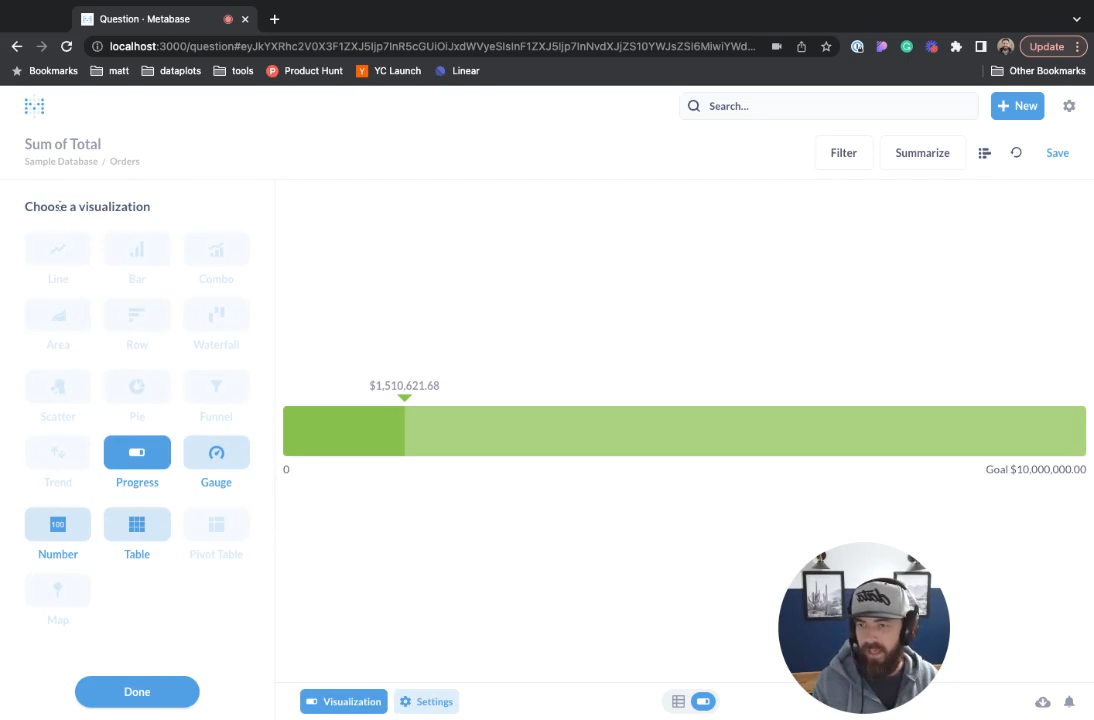 Question · Metabase
localhost:3000/question#eyJkYXRhc2V0X3F1ZXJ5Ijp7InR5cGUiOiJxdWVyeSIsInF1ZXJ5Ijp7InNvdXJjZS10YWJsZSI6MiwiYWd...
Update
Bookmarks
matt
dataplots
tools
Product Hunt
YC Launch
Linear
Other Bookmarks
Search...
New
Sum of Total
Sample Database / Orders
Filter
Summarize
Save
Choose a visualization
Line
Bar
Combo
Area
Row
Waterfall
$1,510,621.68
Scatter
Pie
Funnel
0
Goal $10,000,000.00
Trend
Progress
Gauge
100
Number
Table
Pivot Table
data
Map
Done
Visualization
Settings